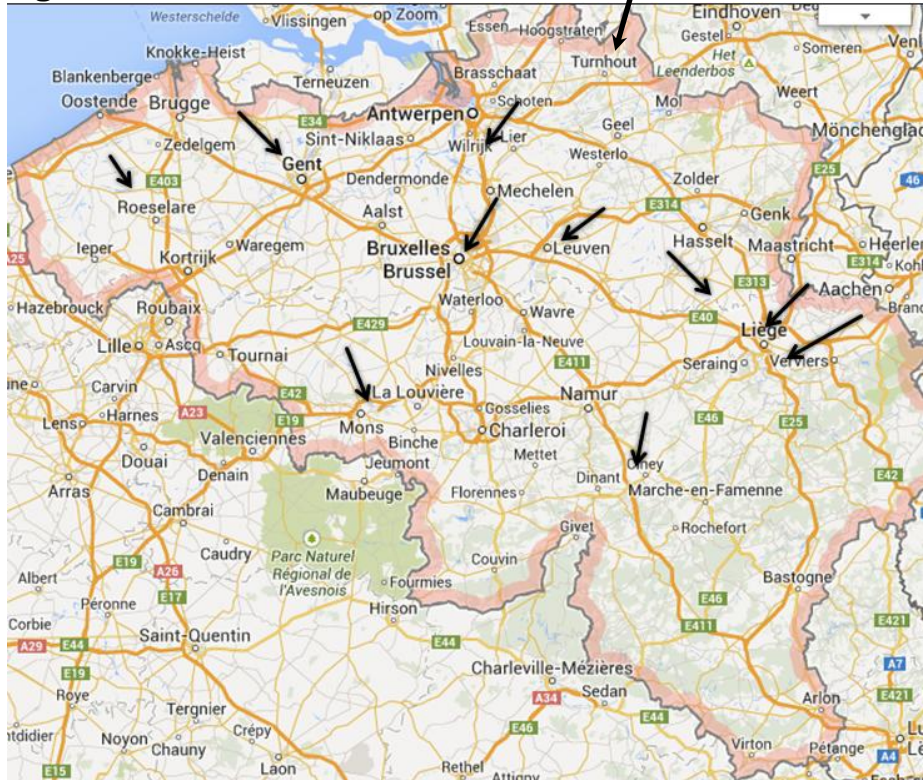 Westerschelde
Vlissingen
op Zoom
Essen
Hoogstraten
Eindhoven
Gestel
Someren
Venl
Knokke-Heist
Turnhout
Het
Leenderbos
Blankenberge
Terneuzen
Brasschaat
Weert
Oostende
Brugge
Schoten
Mol
E34
Antwerpen
Mönchenglad
Zedelgem
Sint-Niklaas
Wilrijk
Lier
Geel
Gent
Westerlo
E25
46
E403
Dendermonde
Mechelen
Zolder
Roeselare
Aalst
E314
Genk
Ieper
Waregem
Bruxelles
Brussel
Leuven
Hasselt
Maastricht
Heerlen
A25
Kortrijk
E313
E314
Aachen
Hazebrouck
Roubaix
Waterloo
Wavre
E40
E429
Liège
Lille
Ascq
Louvain-la-Neuve
Tournai
E411
Seraing
Verviers
Nivelles
Carvin
E42
La Louvière
Namur
Harnes
A23
E19
Gosselies
E46
E25
Lens
Mons
Charleroi
Valenciennes
Binche
Douai
Mettet
Denain
Jeumont
Ciney
E42
Arras
Maubeuge
Florennes
Dinant
Marche-en-Famenne
Cambrai
Givet
Rochefort
Caudry
Parc Naturel
Régional de
l'Avesnois
Couvin
E19
A26
Bastogne
Albert
Fourmies
E17
E46
Péronne
Hirson
E411
E421
Corbie
Saint-Quentin
A29
E44
E44
E19
Charleville-Mézières
A7
Roye
A34
Sedan
E421
Tergnier
Arlon
E44
Noyon
Chauny
Crépy
E46
Virton
Pétange
A4
E15
Laon
Rethel
Attigny